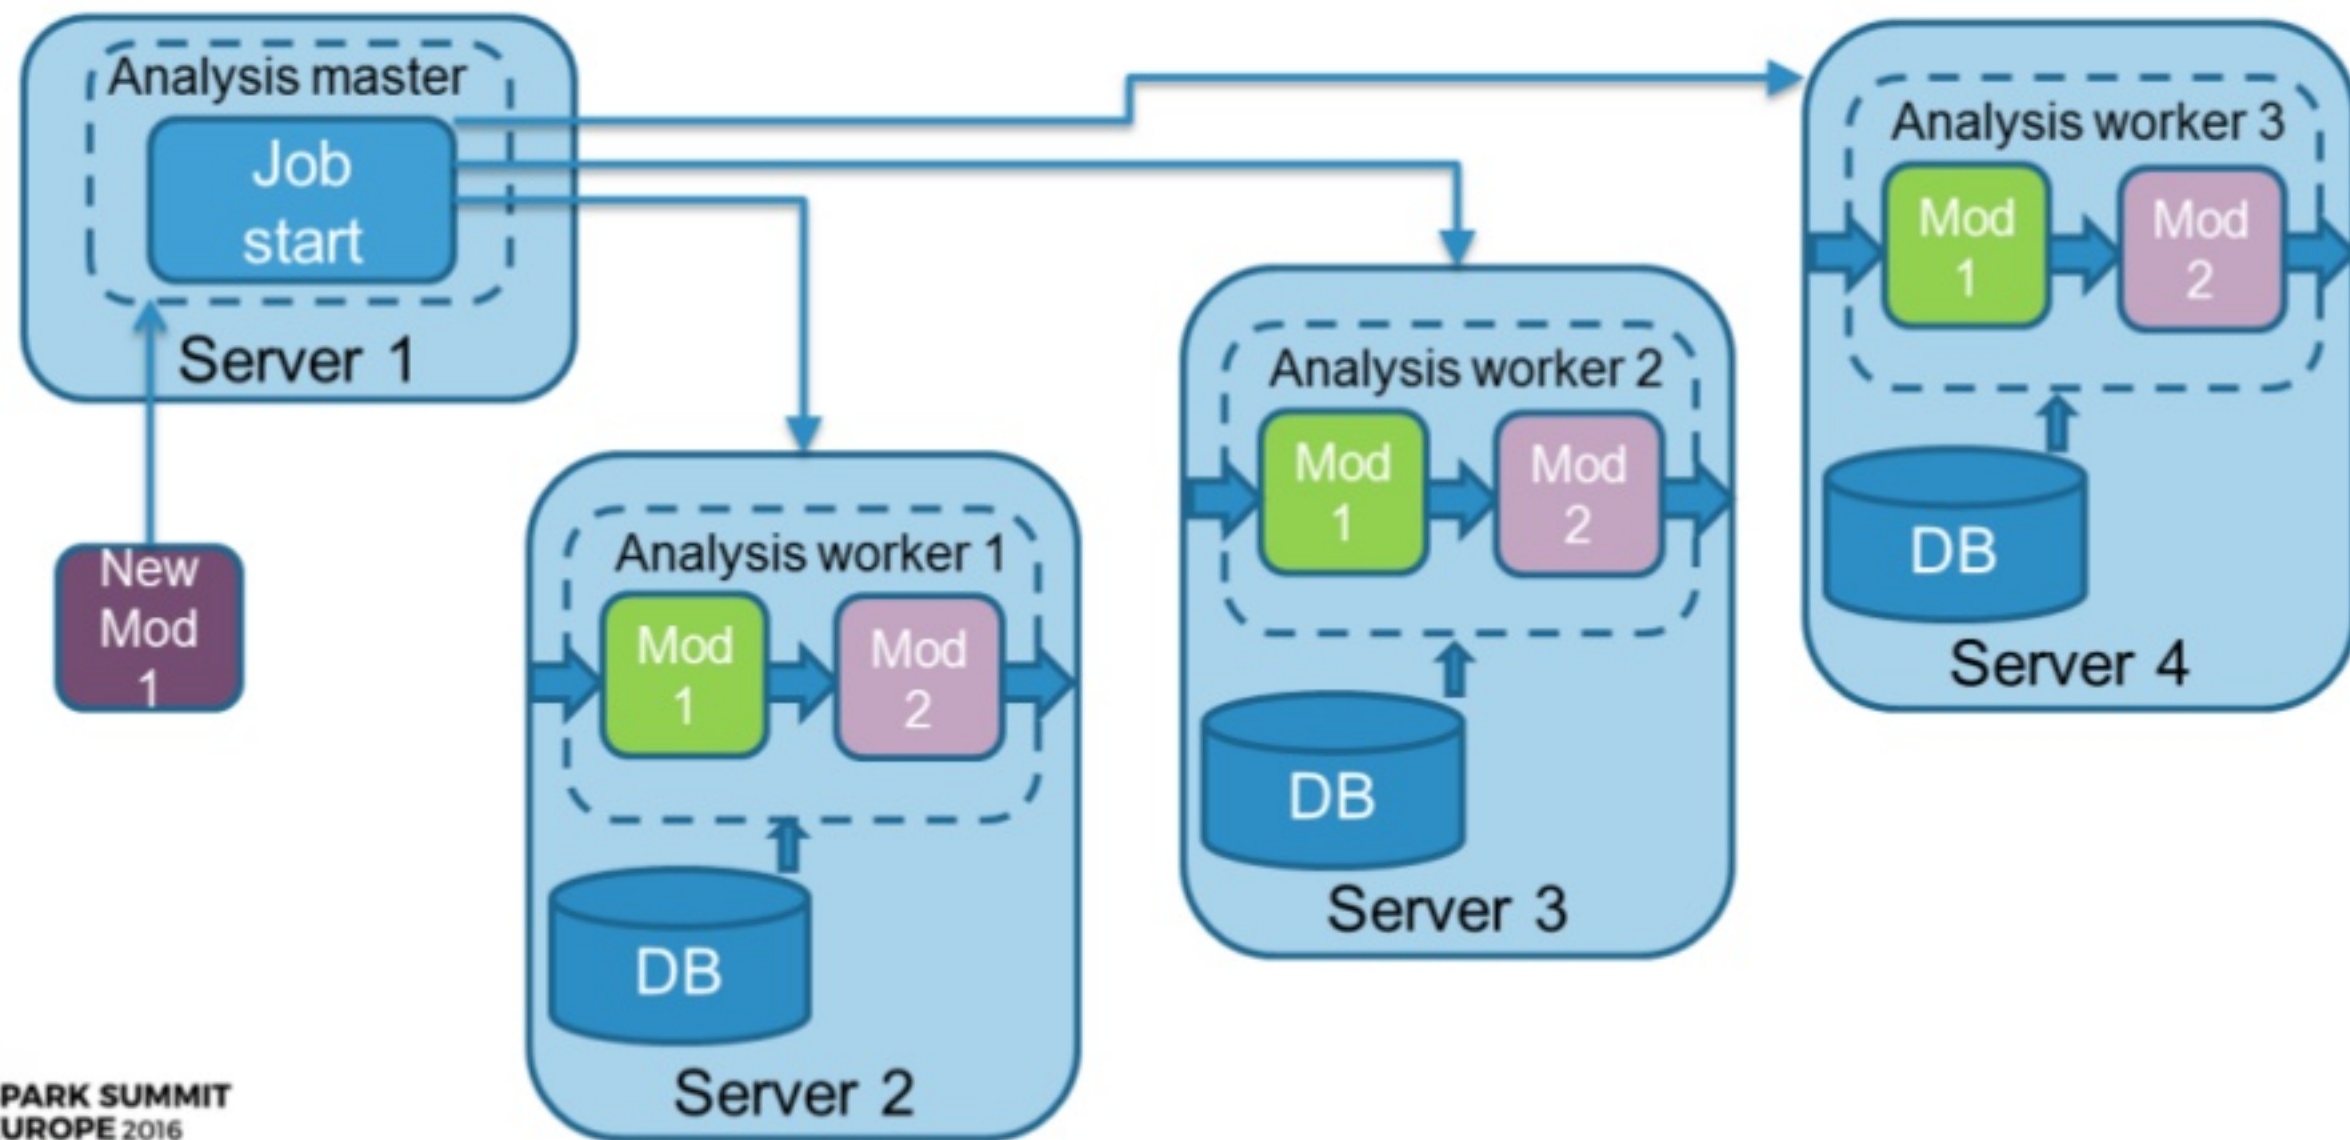 Analysis master
Job
start
Server 1
New
Mod
1
Analysis worker 1
Mod
1
Mod
2
DB
Server 2
Analysis worker 2
Mod
1
Mod
2
DB
Server 3
Analysis worker 3
Mod
1
Mod
2
DB
Server 4
PARK SUMMIT
UROPE 2016